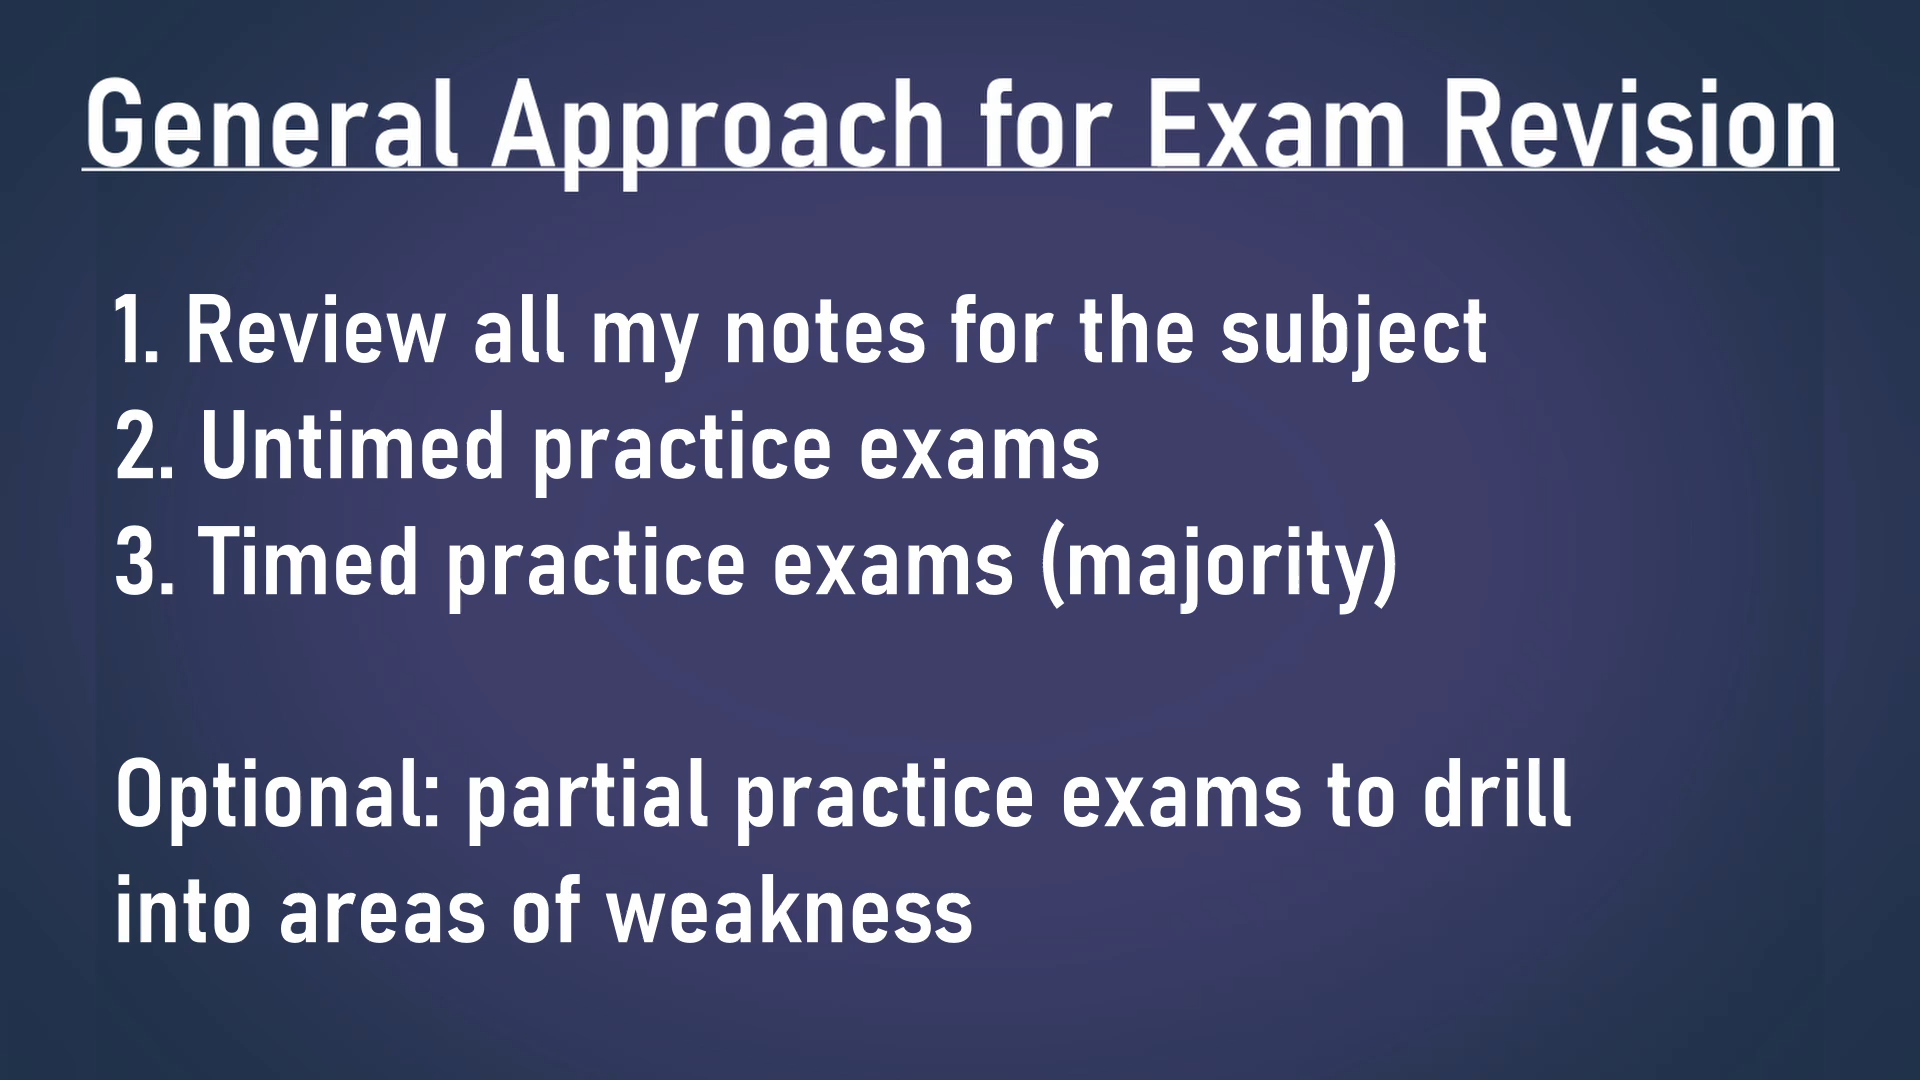 General Approach for Exam Revision
1. Review all my notes for the subject
2. Untimed practice exams
3. Timed practice exams (majority)
Optional: partial practice exams to drill
into areas of weakness